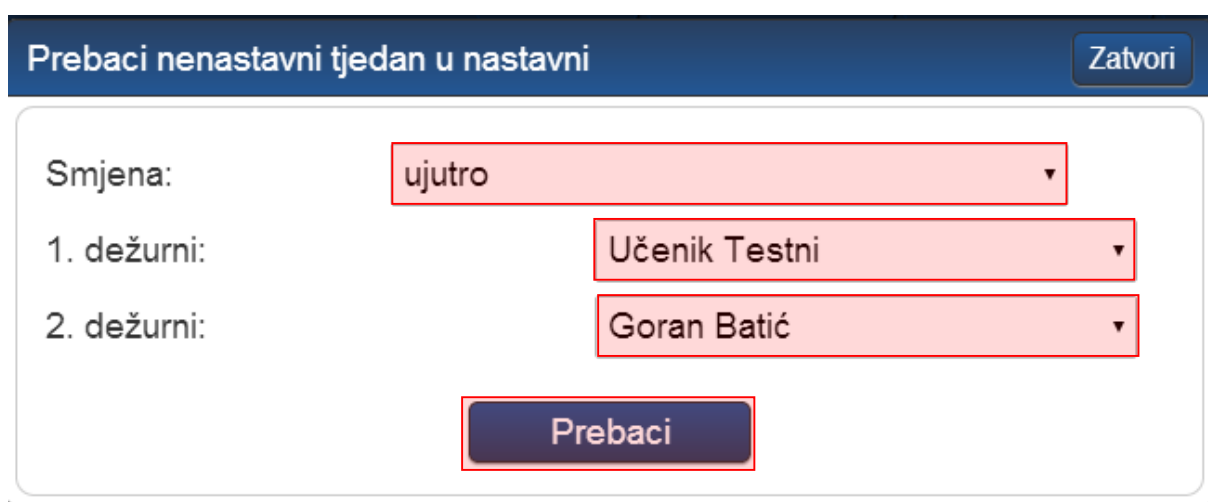 Prebaci nenastavni tjedan u nastavni Zatvori
Smjena: ujutro
1. dežurni: Učenik Testni
2. dežurni: Goran Batić
Prebaci